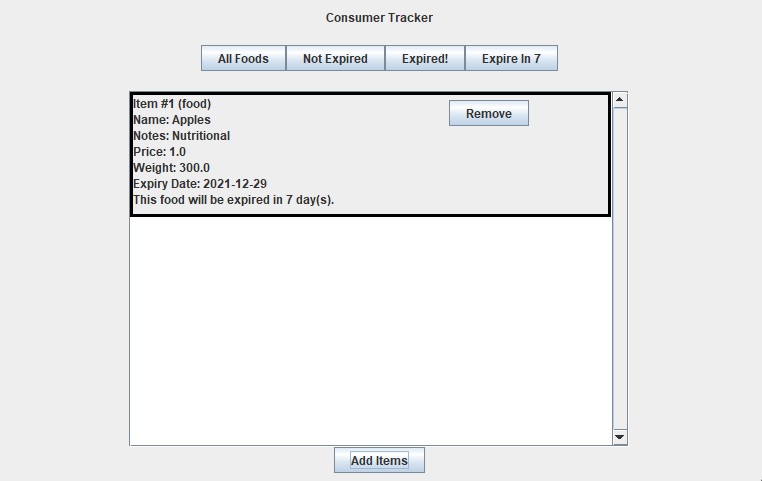 Consumer Tracker
All Foods Not Expired Expired! Expire In 7
Item #1 (food)
Remove
Name: Apples
Notes: Nutritional
Price: 1.0
Weight: 300.0
Expiry Date: 2021-12-29
This food will be expired in 7 day(s).
Add Items